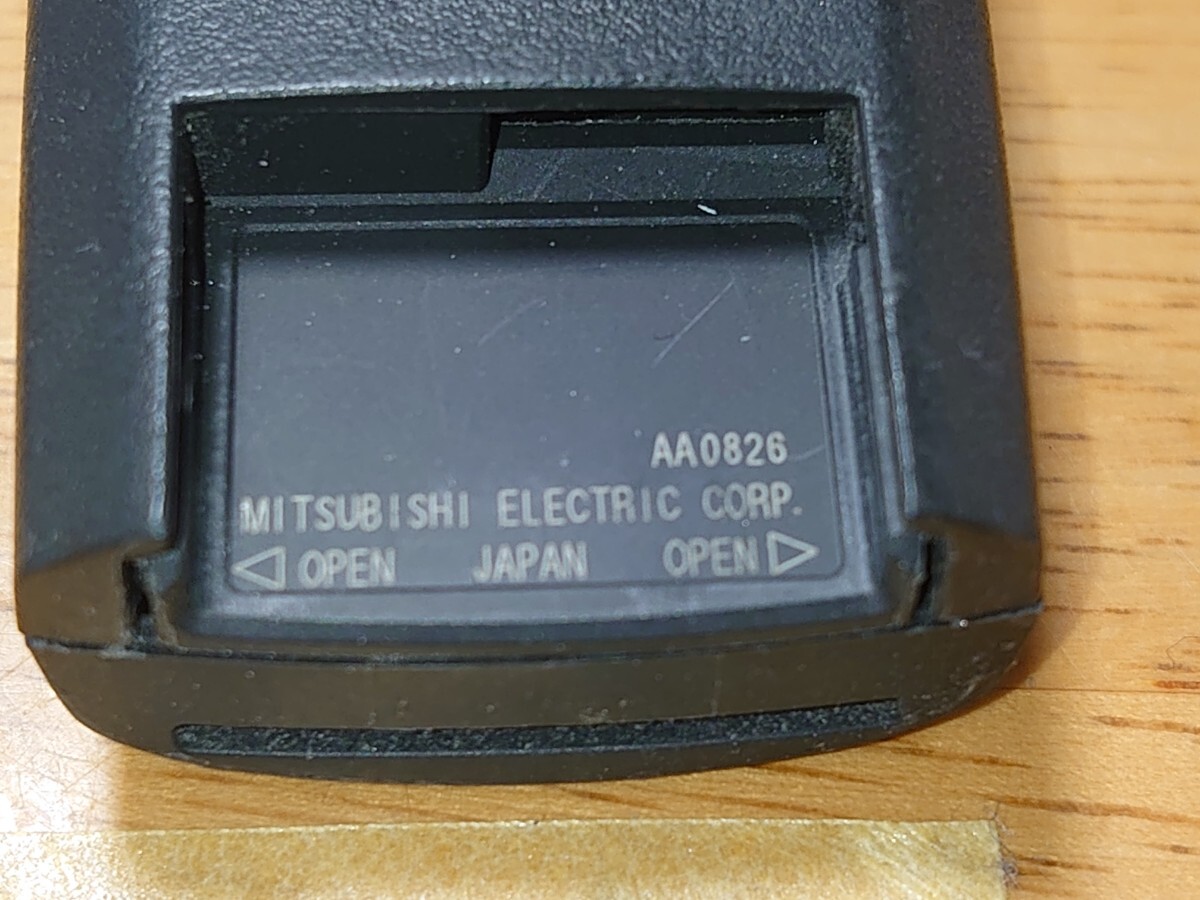 AA0826
MITSUBISHI ELECTRIC CORP.
◁OPEN JAPAN OPEN▷